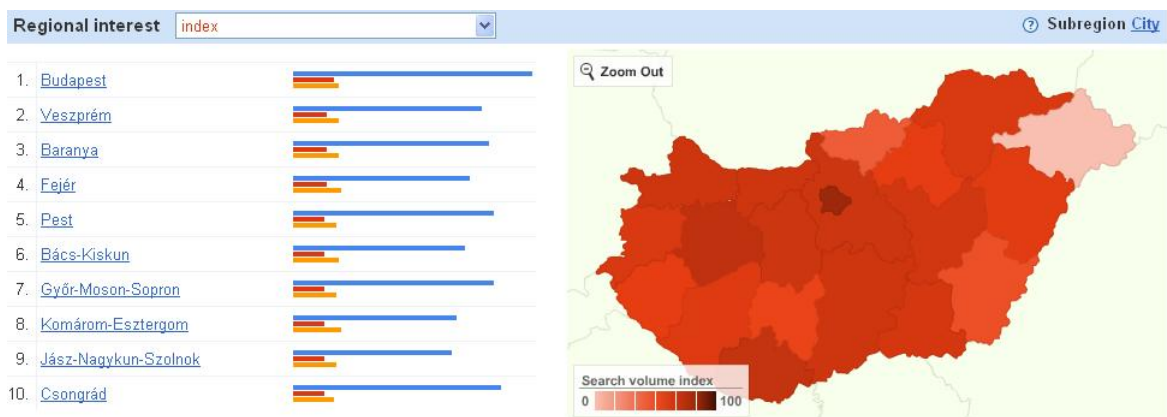 Regional interest index Subregion City
Zoom Out
1. Budapest
2. Veszprém
3. Baranya
4. Fejér
5. Pest
6. Bács-Kiskun
7. Győr-Moson-Sopron
8. Komárom-Esztergom
9. Jász-Nagykun-Szolnok
10. Csongrád
Search volume index
0 100